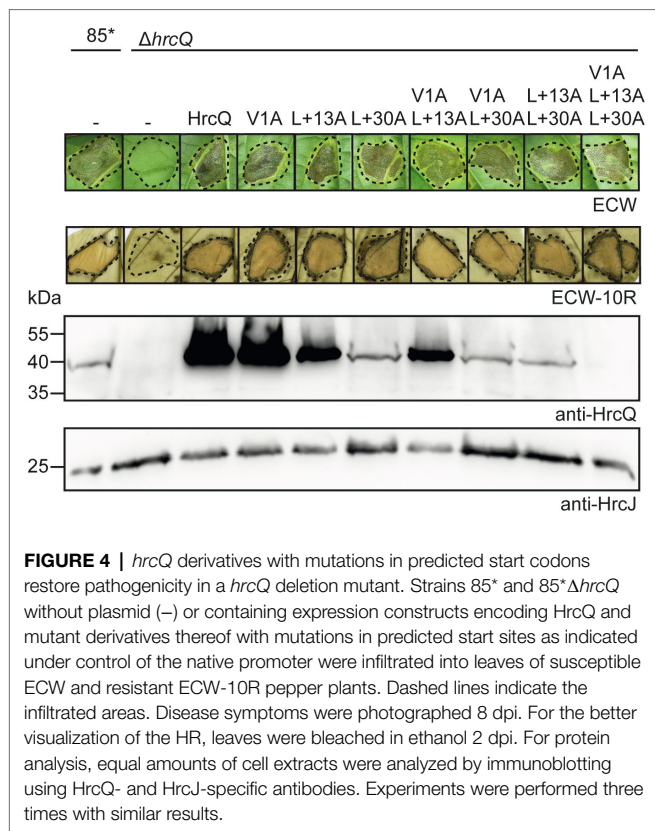 85* ΔhrcQ
V1A
V1A V1A L+13A L+13A
- - HrcQ V1A L+13A L+30A L+13A L+30A L+30A L+30A
ECW
ECW-10R
kDa
55
40
35
anti-HrcQ
25
anti-HrcJ
FIGURE 4 | hrcQ derivatives with mutations in predicted start codons
restore pathogenicity in a hrcQ deletion mutant. Strains 85* and 85*ΔhrcQ
without plasmid (−) or containing expression constructs encoding HrcQ and
mutant derivatives thereof with mutations in predicted start sites as indicated
under control of the native promoter were infiltrated into leaves of susceptible
ECW and resistant ECW-10R pepper plants. Dashed lines indicate the
infiltrated areas. Disease symptoms were photographed 8 dpi. For the better
visualization of the HR, leaves were bleached in ethanol 2 dpi. For protein
analysis, equal amounts of cell extracts were analyzed by immunoblotting
using HrcQ- and HrcJ-specific antibodies. Experiments were performed three
times with similar results.